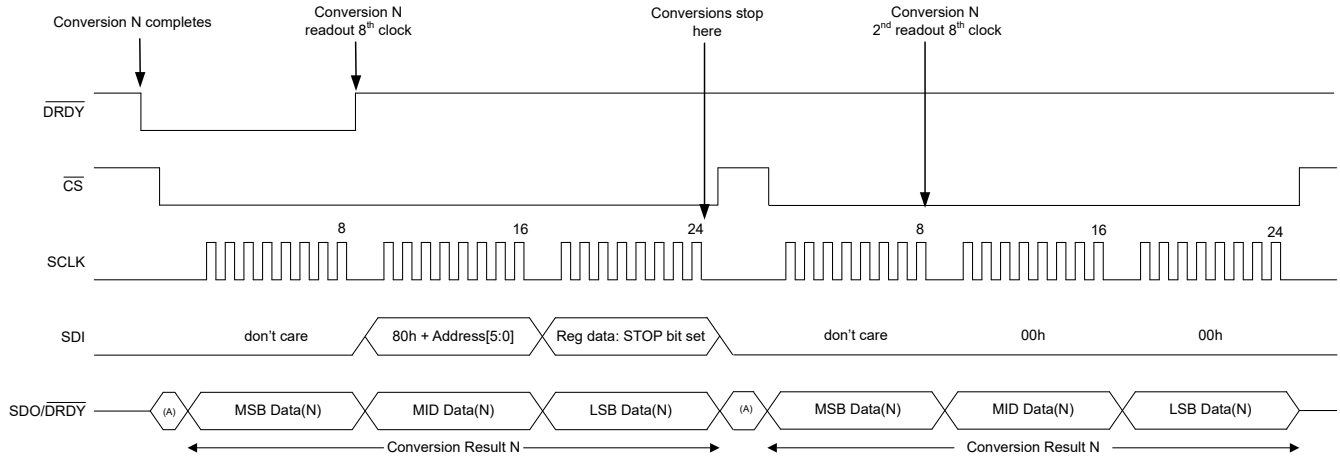 Conversion N completes
Conversion N
readout 8th clock
Conversions stop
here
Conversion N
2nd readout 8th clock
DRDY
CS
SCLK
8
16
24
8
16
24
SDI
don't care
80h + Address[5:0]
Reg data: STOP bit set
don't care
00h
00h
SDO/DRDY
(A)
MSB Data(N)
MID Data(N)
LSB Data(N)
(A)
MSB Data(N)
MID Data(N)
LSB Data(N)
Conversion Result N
Conversion Result N